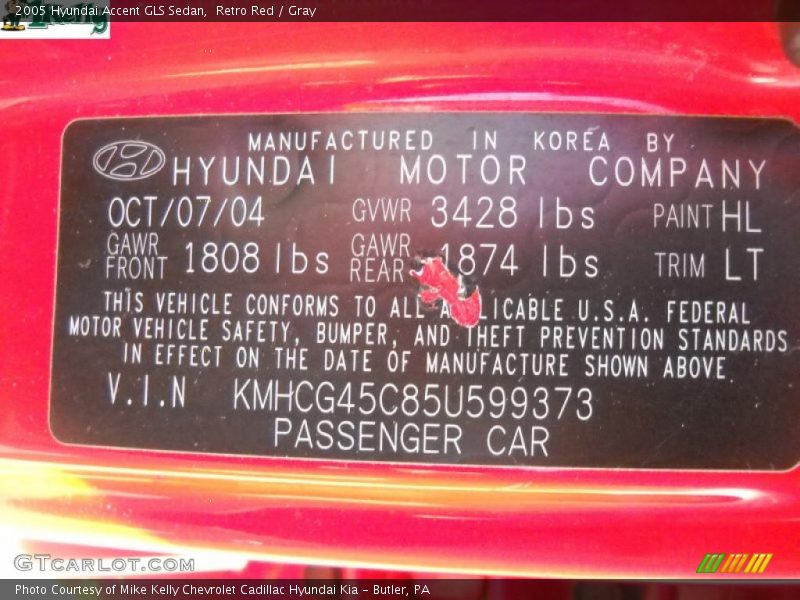 2005 Hyundai Accent GLS Sedan, Retro Red / Gray
Kelly
MANUFACTURED IN KOREA BY
HYUNDAI MOTOR COMPANY
OCT/07/04 GVWR 3428 lbs PAINT HL
GAWR FRONT 1808 lbs GAWR REAR 1874 lbs TRIM LT
THIS VEHICLE CONFORMS TO ALL U.S.A. FEDERAL
MOTOR VEHICLE SAFETY, BUMPER, AND THEFT PREVENTION STANDARDS
IN EFFECT ON THE DATE OF MANUFACTURE SHOWN ABOVE.
V.I.N KMHCG45C85U599373
PASSENGER CAR
GTCARLOT.COM
Photo Courtesy of Mike Kelly Chevrolet Cadillac Hyundai Kia – Butler, PA